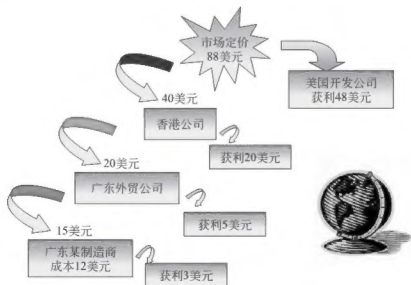 市场定价
88美元
美国开发公司
获利48美元
40美元
香港公司
获利20美元
20美元
广东外贸公司
获利5美元
15美元
广东某制造商
成本12美元
获利3美元